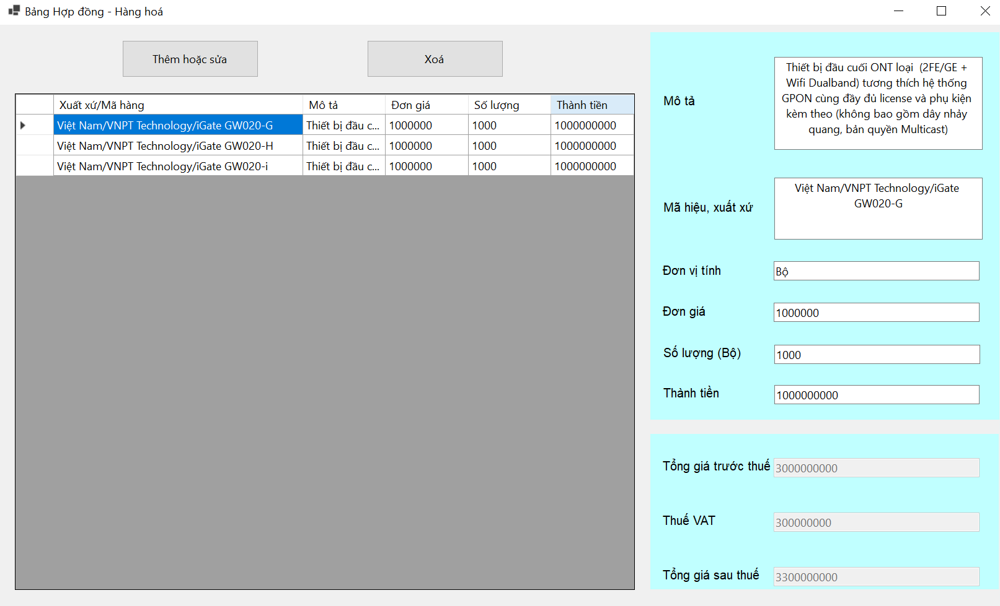 Bảng Hợp đồng - Hàng hoá
Thêm hoặc sửa
Xoá
Xuất xứ/Mã hàng Mô tả Đơn giá Số lượng Thành tiền
Việt Nam/VNPT Technology/iGate GW020-G Thiết bị đầu c... 1000000 1000 1000000000
Việt Nam/VNPT Technology/iGate GW020-H Thiết bị đầu c... 1000000 1000 1000000000
Việt Nam/VNPT Technology/iGate GW020-i Thiết bị đầu c... 1000000 1000 1000000000
Mô tả
Thiết bị đầu cuối ONT loại (2FE/GE +
Wifi Dualband) tương thích hệ thống
GPON cùng đầy đủ license và phụ kiện
kèm theo (không bao gồm dây nhảy
quang, bản quyền Multicast)
Mã hiệu, xuất xứ
Việt Nam/VNPT Technology/iGate
GW020-G
Đơn vị tính Bộ
Đơn giá 1000000
Số lượng (Bộ) 1000
Thành tiền 1000000000
Tổng giá trước thuế 3000000000
Thuế VAT 300000000
Tổng giá sau thuế 3300000000